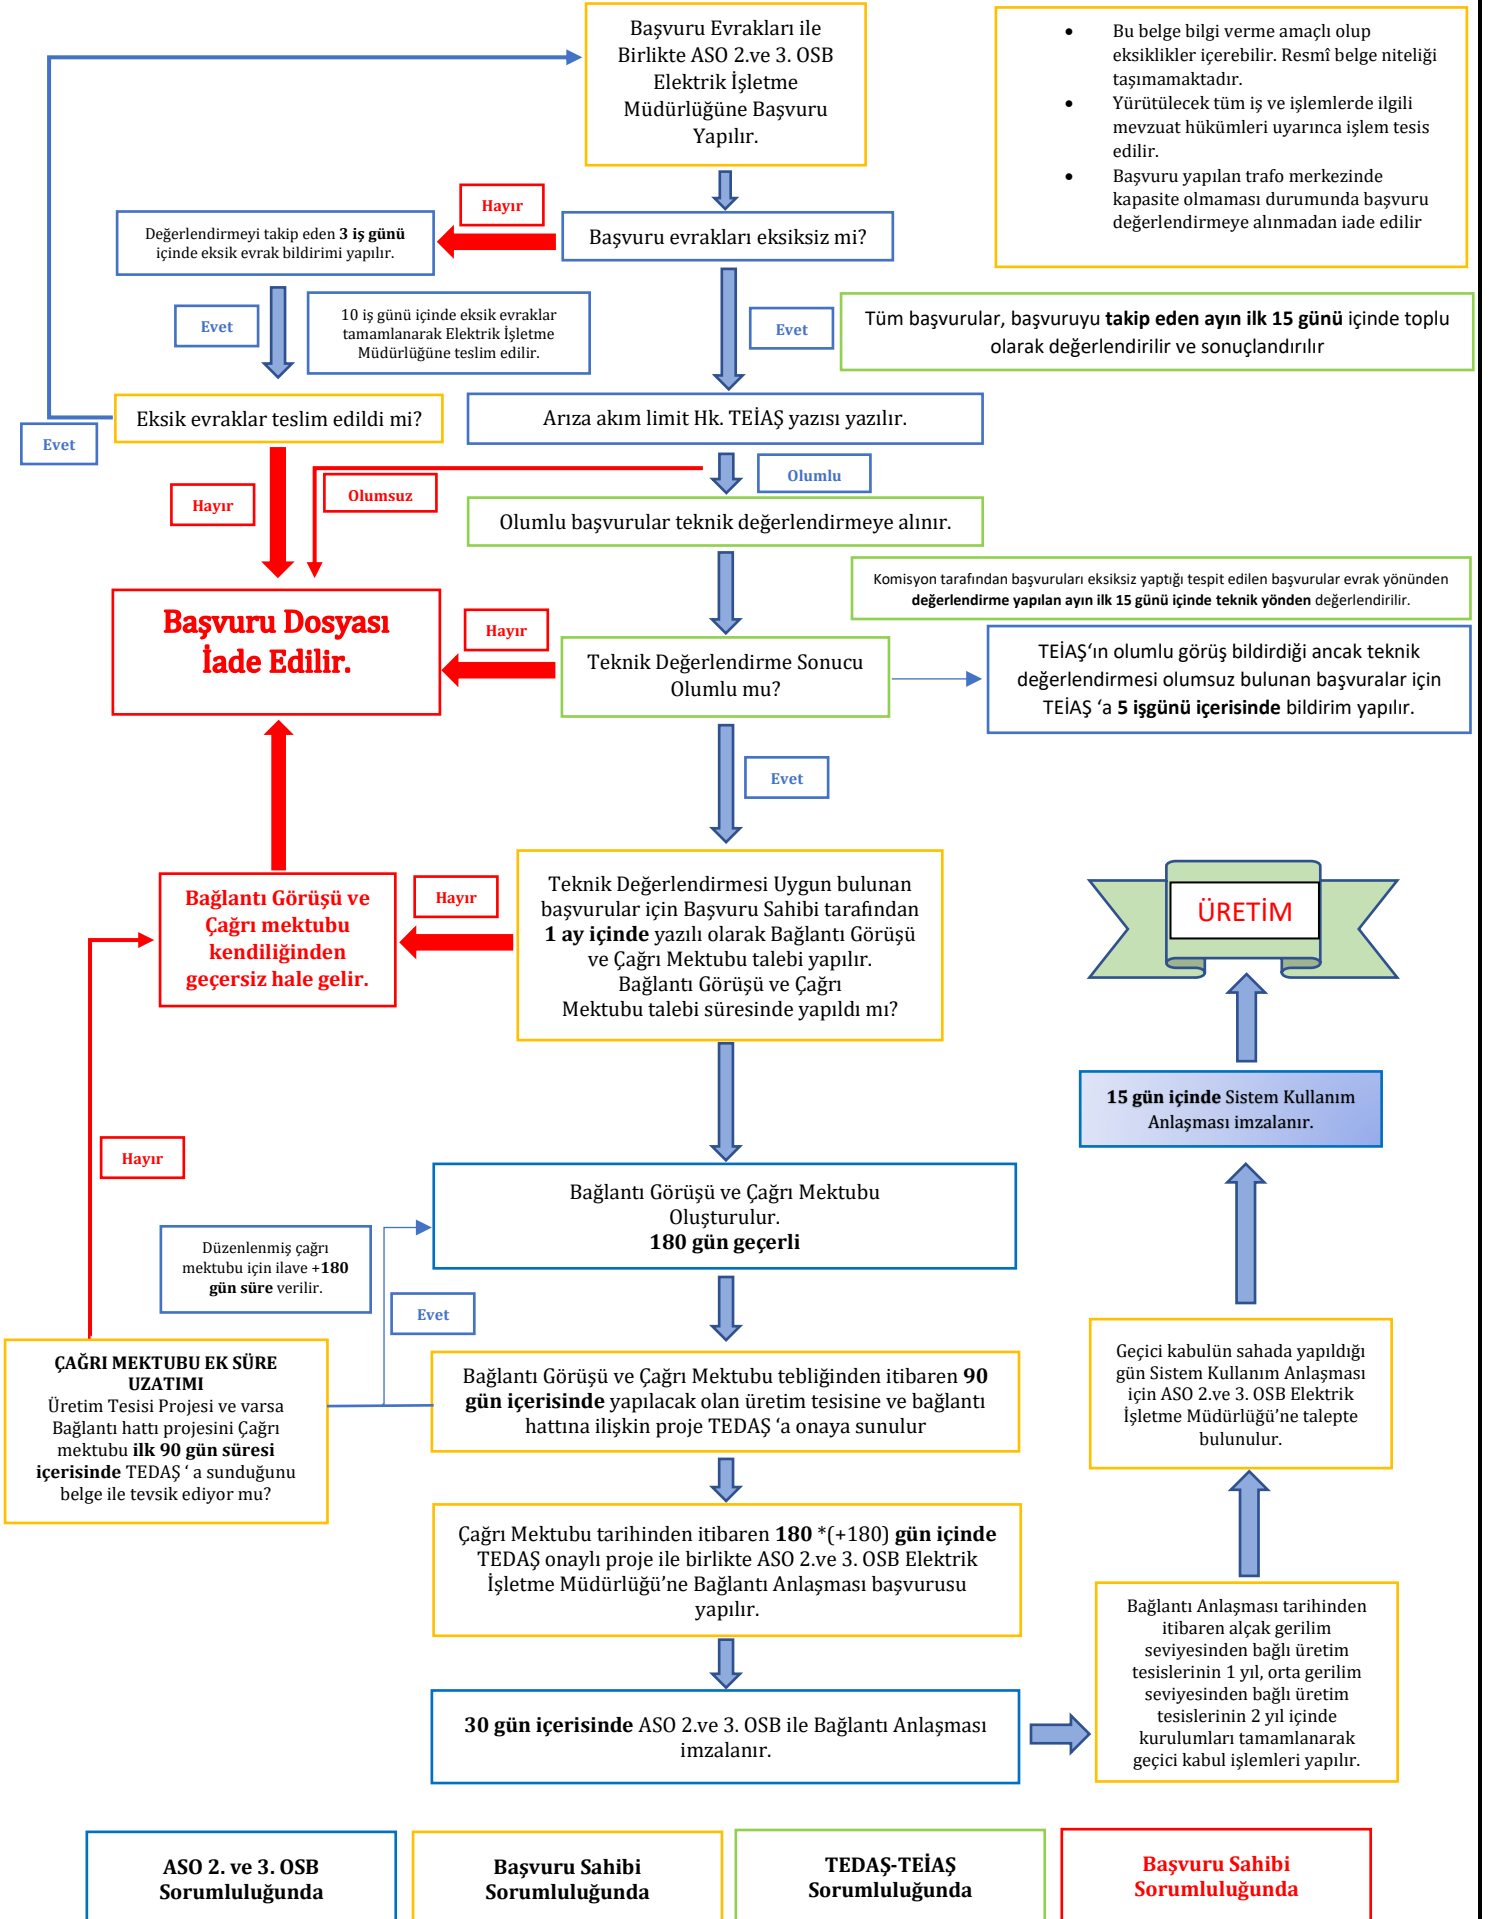 Başvuru Evrakları ile
Birlikte ASO 2.ve 3. OSB
Elektrik İşletme
Müdürlüğüne Başvuru
Yapılır.
• Bu belge bilgi verme amaçlı olup
eksiklikler içerebilir. Resmî belge niteliği
taşımamaktadır.
• Yürütülecek tüm iş ve işlemlerde ilgili
mevzuat hükümleri uyarınca işlem tesis
edilir.
• Başvuru yapılan trafo merkezinde
kapasite olmaması durumunda başvuru
değerlendirmeye alınmadan iade edilir
Hayır
Başvuru evrakları eksiksiz mi?
Değerlendirmeyi takip eden 3 iş günü
içinde eksik evrak bildirimi yapılır.
Evet
10 iş günü içinde eksik evraklar
tamamlanarak Elektrik İşletme
Müdürlüğüne teslim edilir.
Evet
Tüm başvurular, başvuruyu takip eden ayın ilk 15 günü içinde toplu
olarak değerlendirilir ve sonuçlandırılır
Eksik evraklar teslim edildi mi?
Evet
Arıza akım limit Hk. TEİAŞ yazısı yazılır.
Hayır
Olumsuz
Olumlu
Olumlu başvurular teknik değerlendirmeye alınır.
Komisyon tarafından başvuruları eksiksiz yaptığı tespit edilen başvurular evrak yönünden
değerlendirme yapılan ayın ilk 15 günü içinde teknik yönden değerlendirilir.
Başvuru Dosyası
İade Edilir.
Hayır
Teknik Değerlendirme Sonucu
Olumlu mu?
TEİAŞ‘ın olumlu görüş bildirdiği ancak teknik
değerlendirmesi olumsuz bulunan başvuralar için
TEİAŞ ‘a 5 işgünü içerisinde bildirim yapılır.
Evet
Teknik Değerlendirmesi Uygun bulunan
başvurular için Başvuru Sahibi tarafından
1 ay içinde yazılı olarak Bağlantı Görüşü
ve Çağrı Mektubu talebi yapılır.
Bağlantı Görüşü ve Çağrı
Mektubu talebi süresinde yapıldı mı?
Hayır
Bağlantı Görüşü ve
Çağrı mektubu
kendiliğinden
geçersiz hale gelir.
ÜRETİM
15 gün içinde Sistem Kullanım
Anlaşması imzalanır.
Hayır
Bağlantı Görüşü ve Çağrı Mektubu
Oluşturulur.
180 gün geçerli
Düzenlenmiş çağrı
mektubu için ilave +180
gün süre verilir.
Evet
ÇAĞRI MEKTUBU EK SÜRE
UZATIMI
Üretim Tesisi Projesi ve varsa
Bağlantı hattı projesini Çağrı
mektubu ilk 90 gün süresi
içerisinde TEDAŞ ‘ a sunduğunu
belge ile tevsik ediyor mu?
Bağlantı Görüşü ve Çağrı Mektubu tebliğinden itibaren 90
gün içerisinde yapılacak olan üretim tesisine ve bağlantı
hattına ilişkin proje TEDAŞ ‘a onaya sunulur
Geçici kabulün sahada yapıldığı
gün Sistem Kullanım Anlaşması
için ASO 2.ve 3. OSB Elektrik
İşletme Müdürlüğü’ne talepte
bulunulur.
Çağrı Mektubu tarihinden itibaren 180 *(+180) gün içinde
TEDAŞ onaylı proje ile birlikte ASO 2.ve 3. OSB Elektrik
İşletme Müdürlüğü’ne Bağlantı Anlaşması başvurusu
yapılır.
Bağlantı Anlaşması tarihinden
itibaren alçak gerilim
seviyesinden bağlı üretim
tesislerinin 1 yıl, orta gerilim
seviyesinden bağlı üretim
tesislerinin 2 yıl içinde
kurulumları tamamlanarak
geçici kabul işlemleri yapılır.
30 gün içerisinde ASO 2.ve 3. OSB ile Bağlantı Anlaşması
imzalanır.
ASO 2. ve 3. OSB
Sorumluluğunda
Başvuru Sahibi
Sorumluluğunda
TEDAŞ-TEİAŞ
Sorumluluğunda
Başvuru Sahibi
Sorumluluğunda